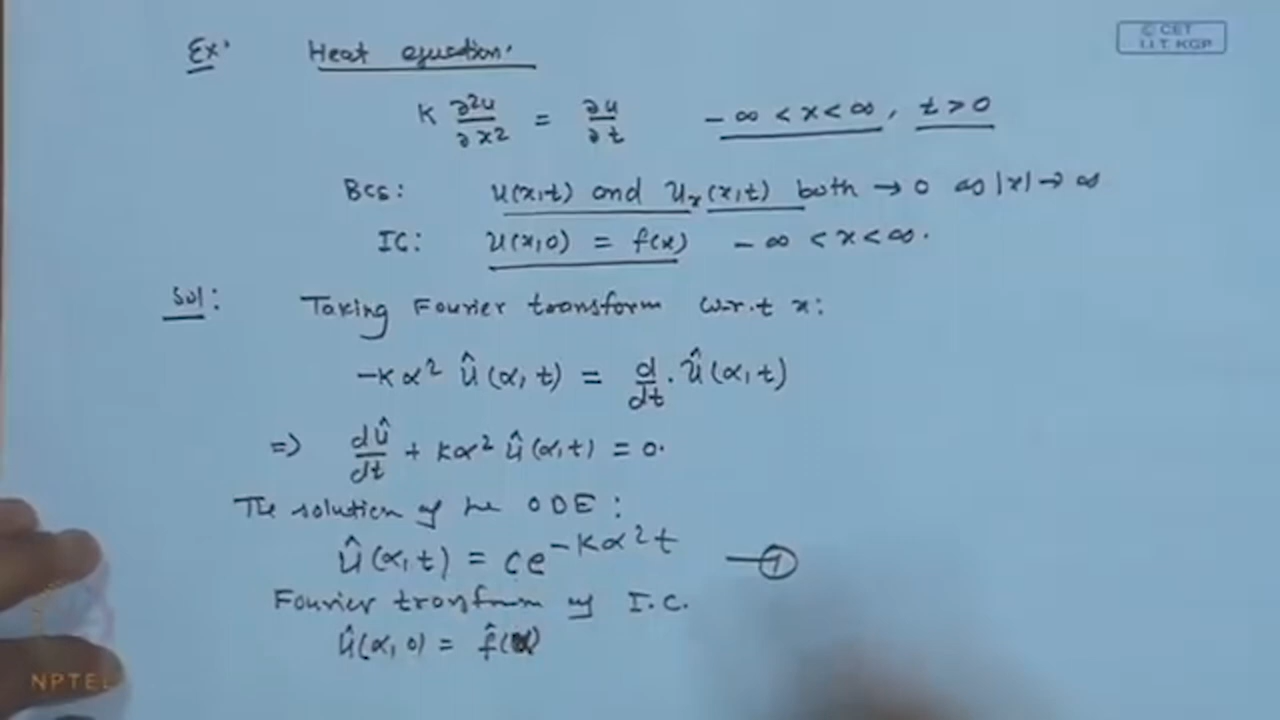 © CET
I.I.T. KGP
Ex: Heat equation:
K ∂²u/∂x² = ∂u/∂t  -∞ < x < ∞, t > 0
BCs: u(x,t) and uₓ(x,t) both → 0 as |x| → ∞
IC: u(x,0) = f(x)  -∞ < x < ∞.
Sol: Taking Fourier transform w.r.t x:
-Kα² û(α,t) = d/dt . û(α,t)
=> dû/dt + Kα² û(α,t) = 0.
The solution of the ODE:
û(α,t) = ce^(-Kα²t) — ①
Fourier transform of I.C.
û(α,0) = f̂(α)
NPTEL